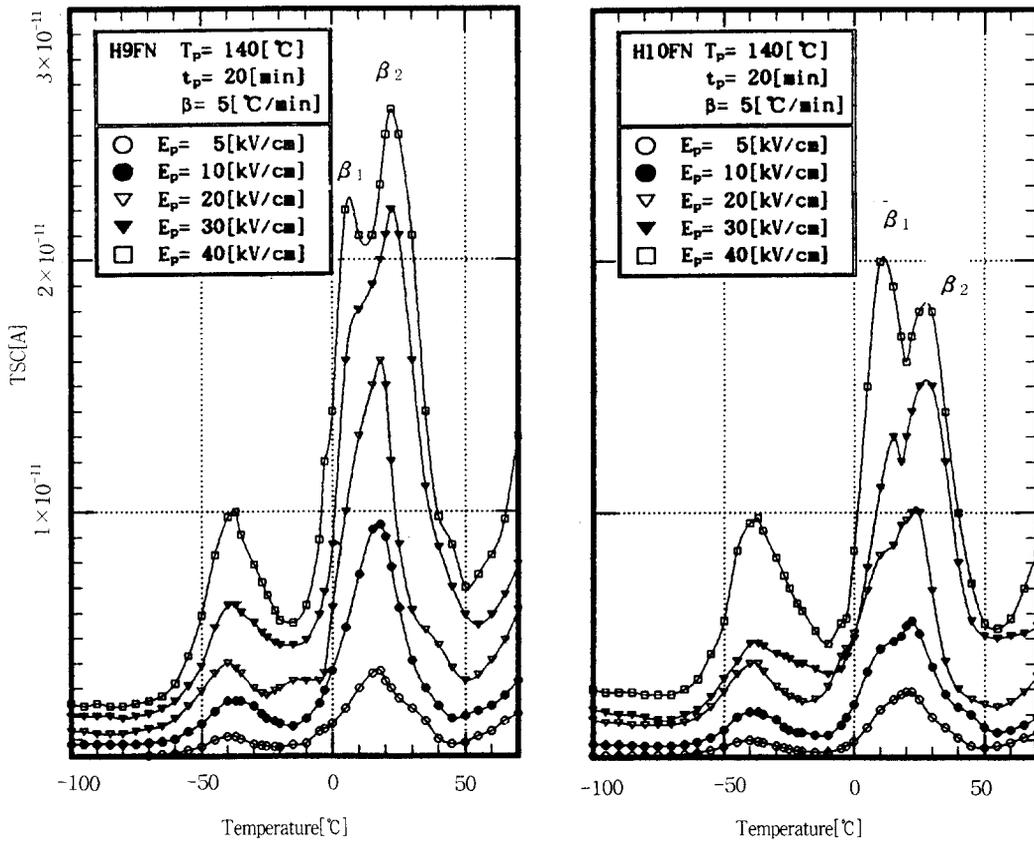 3×10⁻¹¹
2×10⁻¹¹
1×10⁻¹¹
TSC[A]
H9FN Tₚ= 140[℃]
tₚ= 20[min]
β= 5[℃/min]
○ Eₚ= 5[kV/cm]
● Eₚ= 10[kV/cm]
▽ Eₚ= 20[kV/cm]
▼ Eₚ= 30[kV/cm]
□ Eₚ= 40[kV/cm]
β₁
β₂
-100
-50
0
50
Temperature[℃]
H10FN Tₚ= 140[℃]
tₚ= 20[min]
β= 5[℃/min]
○ Eₚ= 5[kV/cm]
● Eₚ= 10[kV/cm]
▽ Eₚ= 20[kV/cm]
▼ Eₚ= 30[kV/cm]
□ Eₚ= 40[kV/cm]
β₁
β₂
-100
-50
0
50
Temperature[℃]